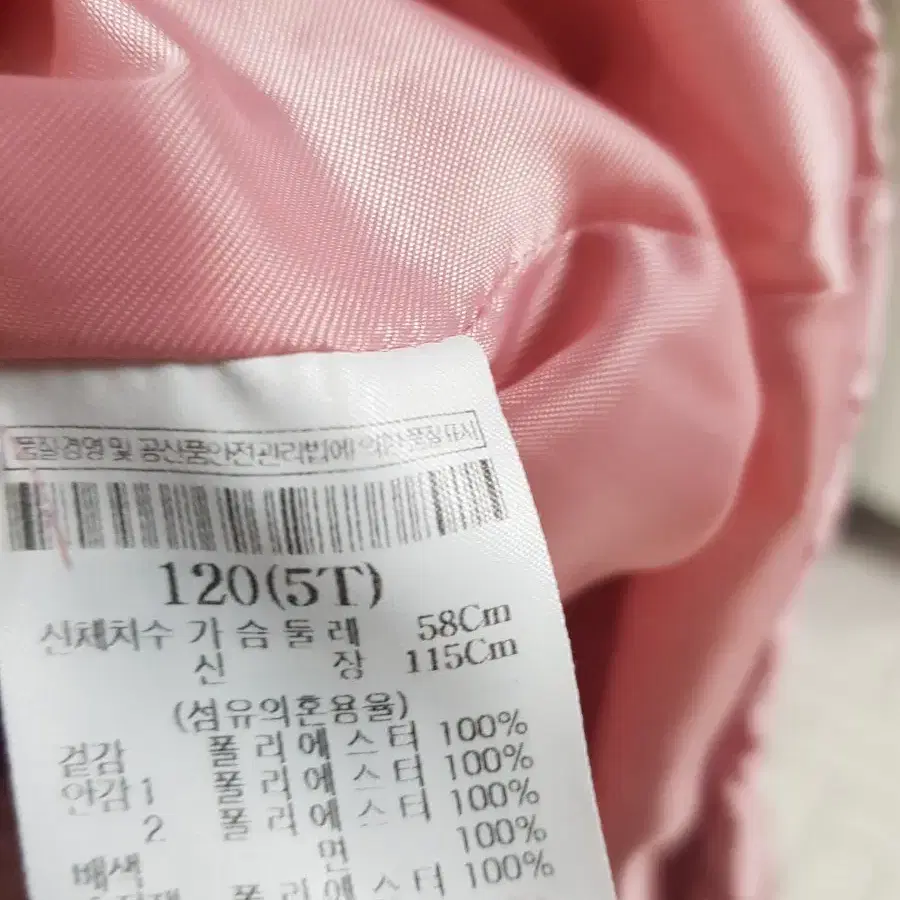 품질경영 및 공산품안전관리법에 의한 품질표시
120(5T)
신체치수 가슴둘레 58Cm
신장 115Cm
(섬유의혼용율)
겉감 폴리에스터 100%
안감1 폴리에스터 100%
2 폴리에스터 100%
배색 면 100%
폴리에스터 100%